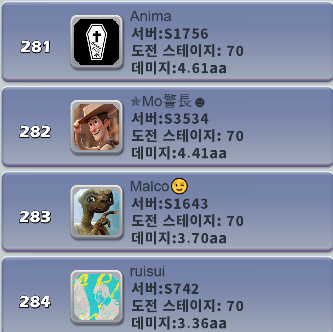 281
Anima
서버:S1756
도전 스테이지: 70
데미지:4.61aa
282
✯Mo警長☻
서버:S3534
도전 스테이지: 70
데미지:4.41aa
283
Malco😉
서버:S1643
도전 스테이지: 70
데미지:3.70aa
284
ruisui
서버:S742
도전 스테이지: 70
데미지:3.36aa